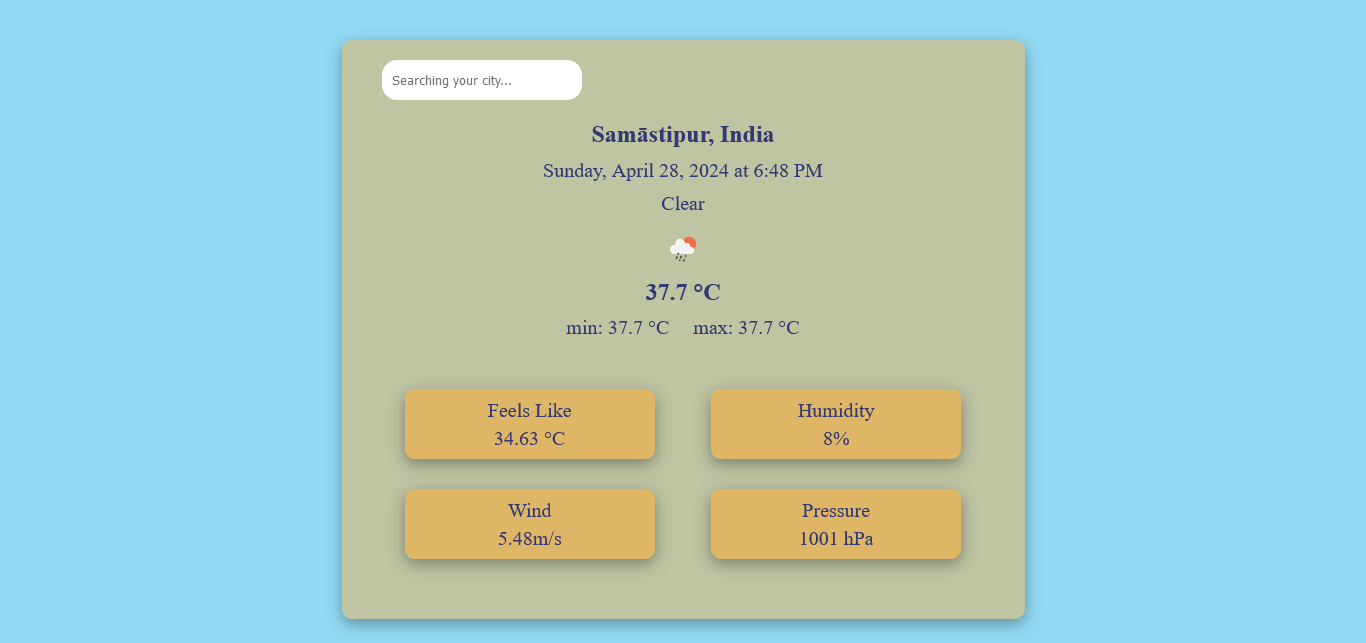 Searching your city...
Samāstipur, India
Sunday, April 28, 2024 at 6:48 PM
Clear
37.7 °C
min: 37.7 °C max: 37.7 °C
Feels Like
34.63 °C
Humidity
8%
Wind
5.48m/s
Pressure
1001 hPa